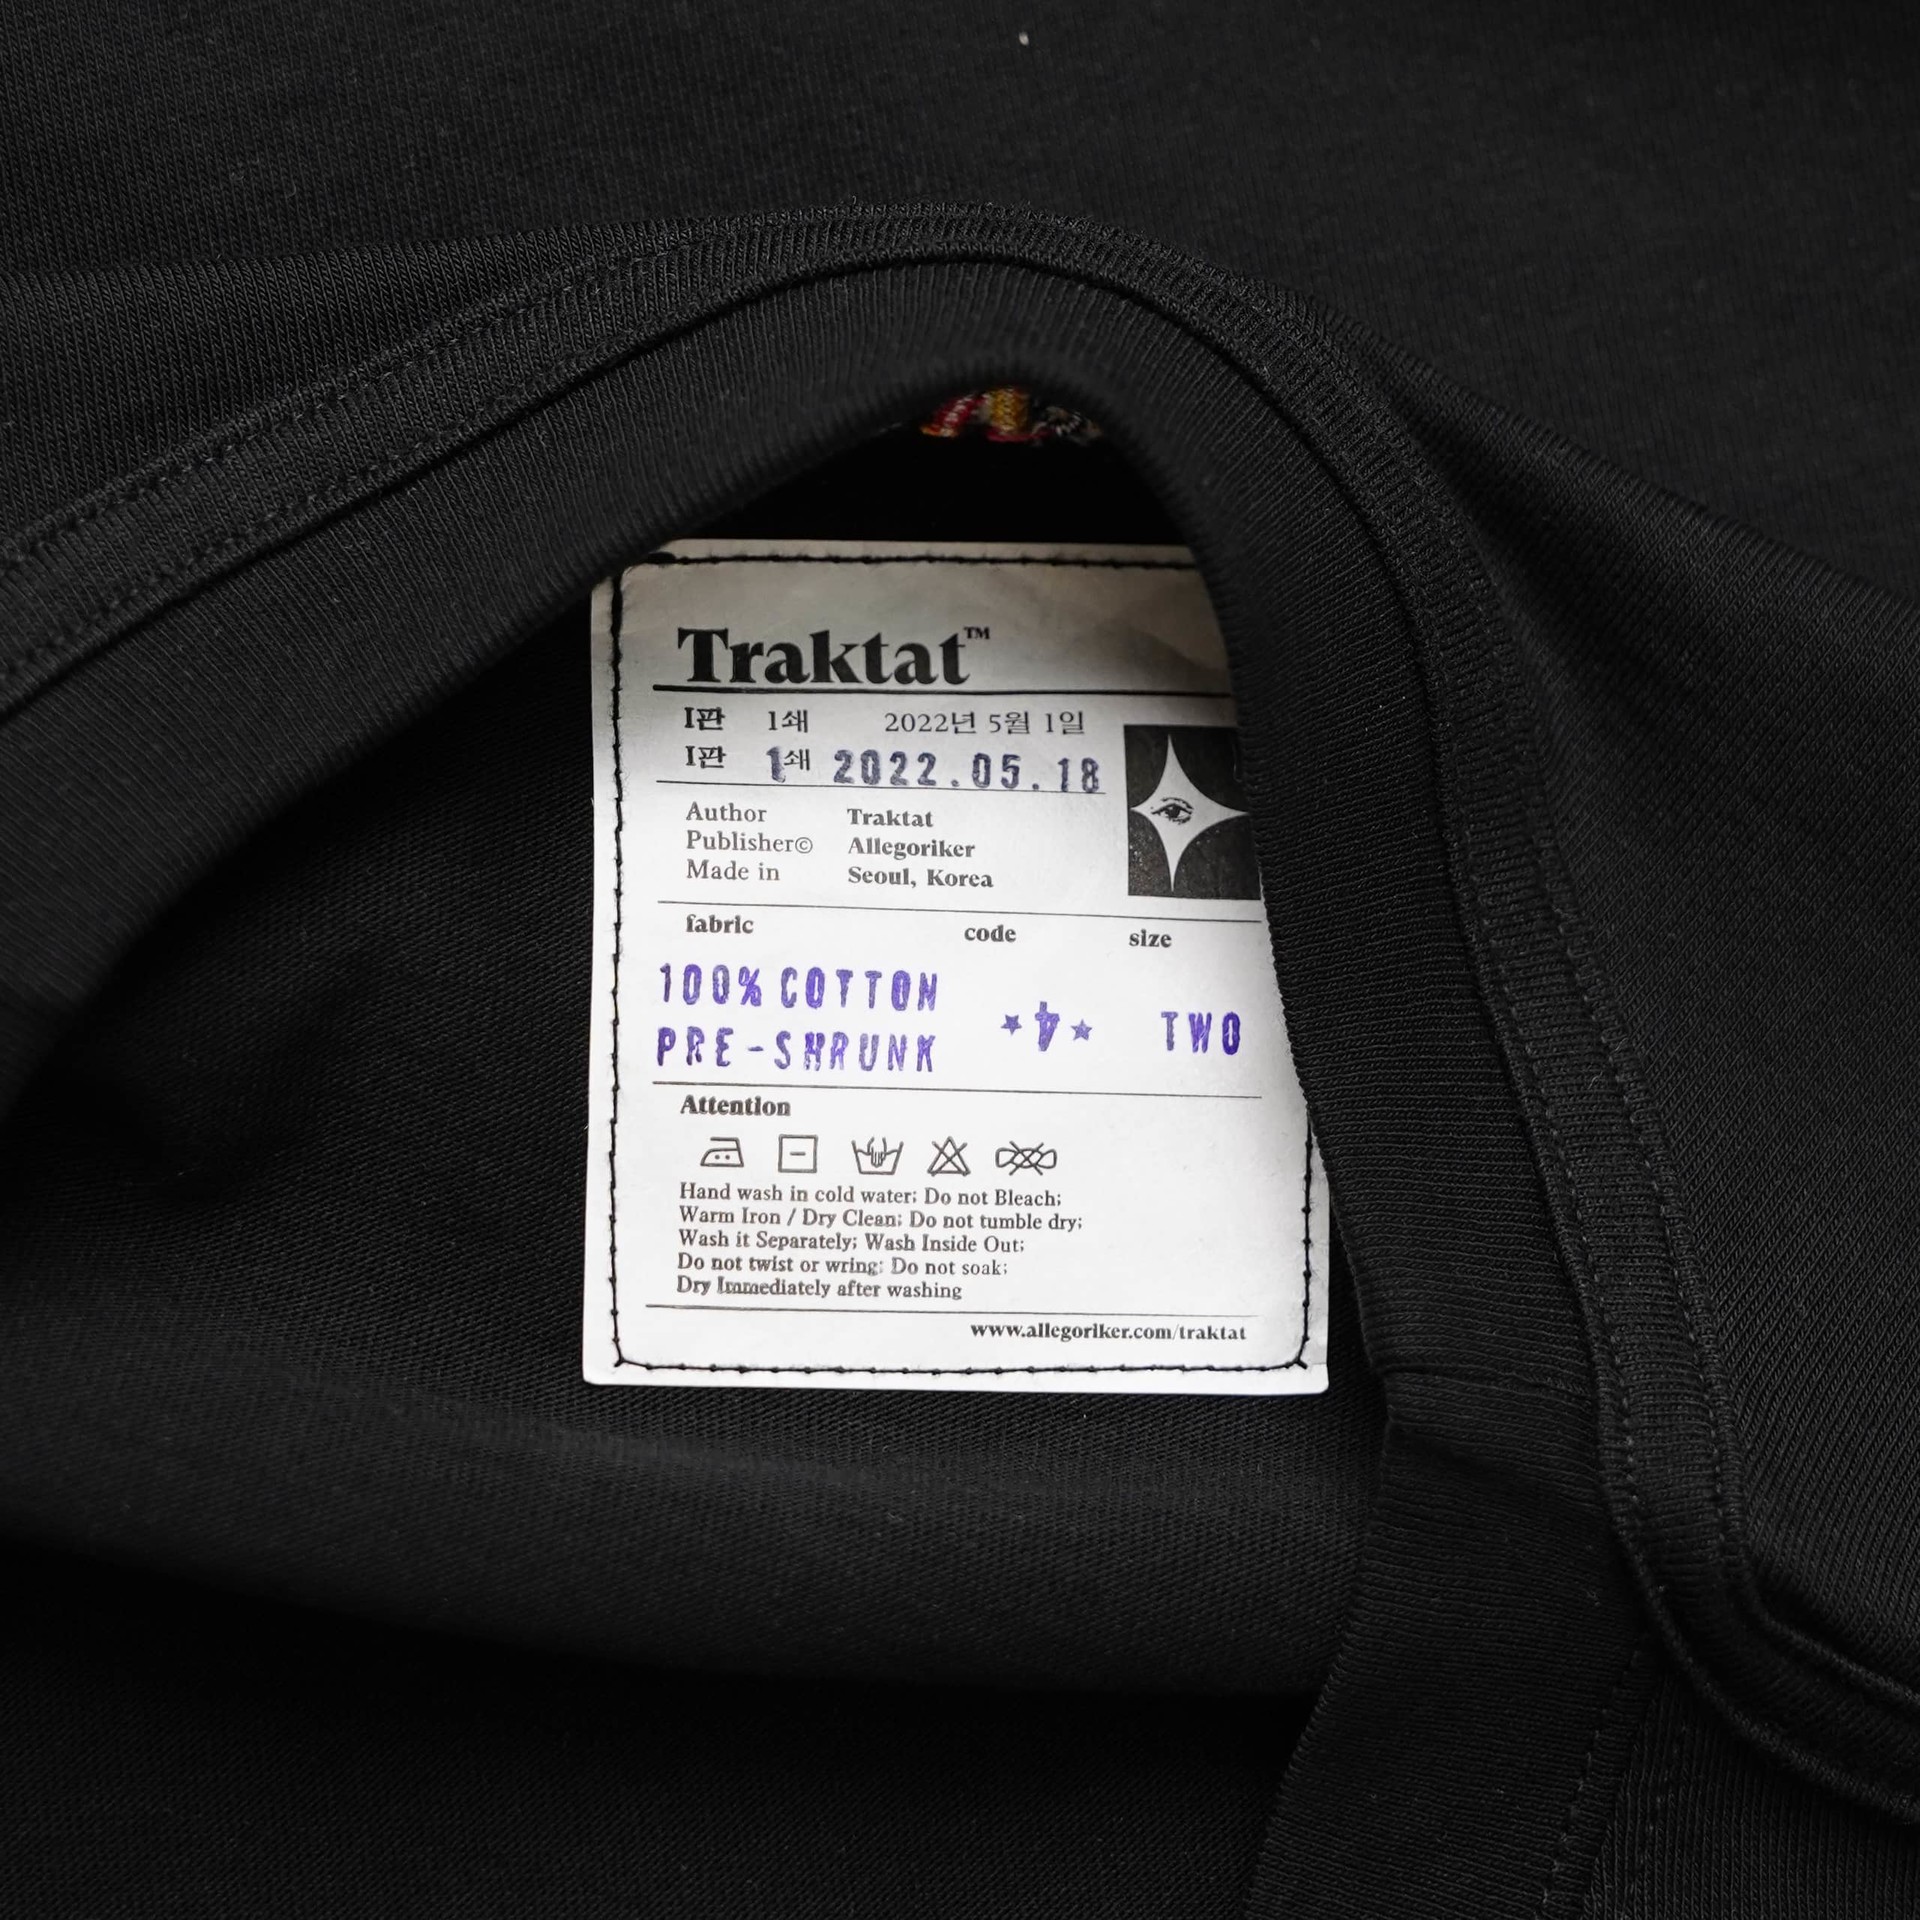 Traktat™
1판 1쇄 2022년 5월 1일
1판 1쇄 2022.05.18
Author Traktat
Publisher© Allegoriker
Made in Seoul, Korea
fabric code size
100% COTTON
PRE-SHRUNK ★4★ TWO
Attention
Hand wash in cold water; Do not Bleach;
Warm Iron / Dry Clean; Do not tumble dry;
Wash it Separately; Wash Inside Out;
Do not twist or wring; Do not soak;
Dry Immediately after washing
www.allegoriker.com/traktat